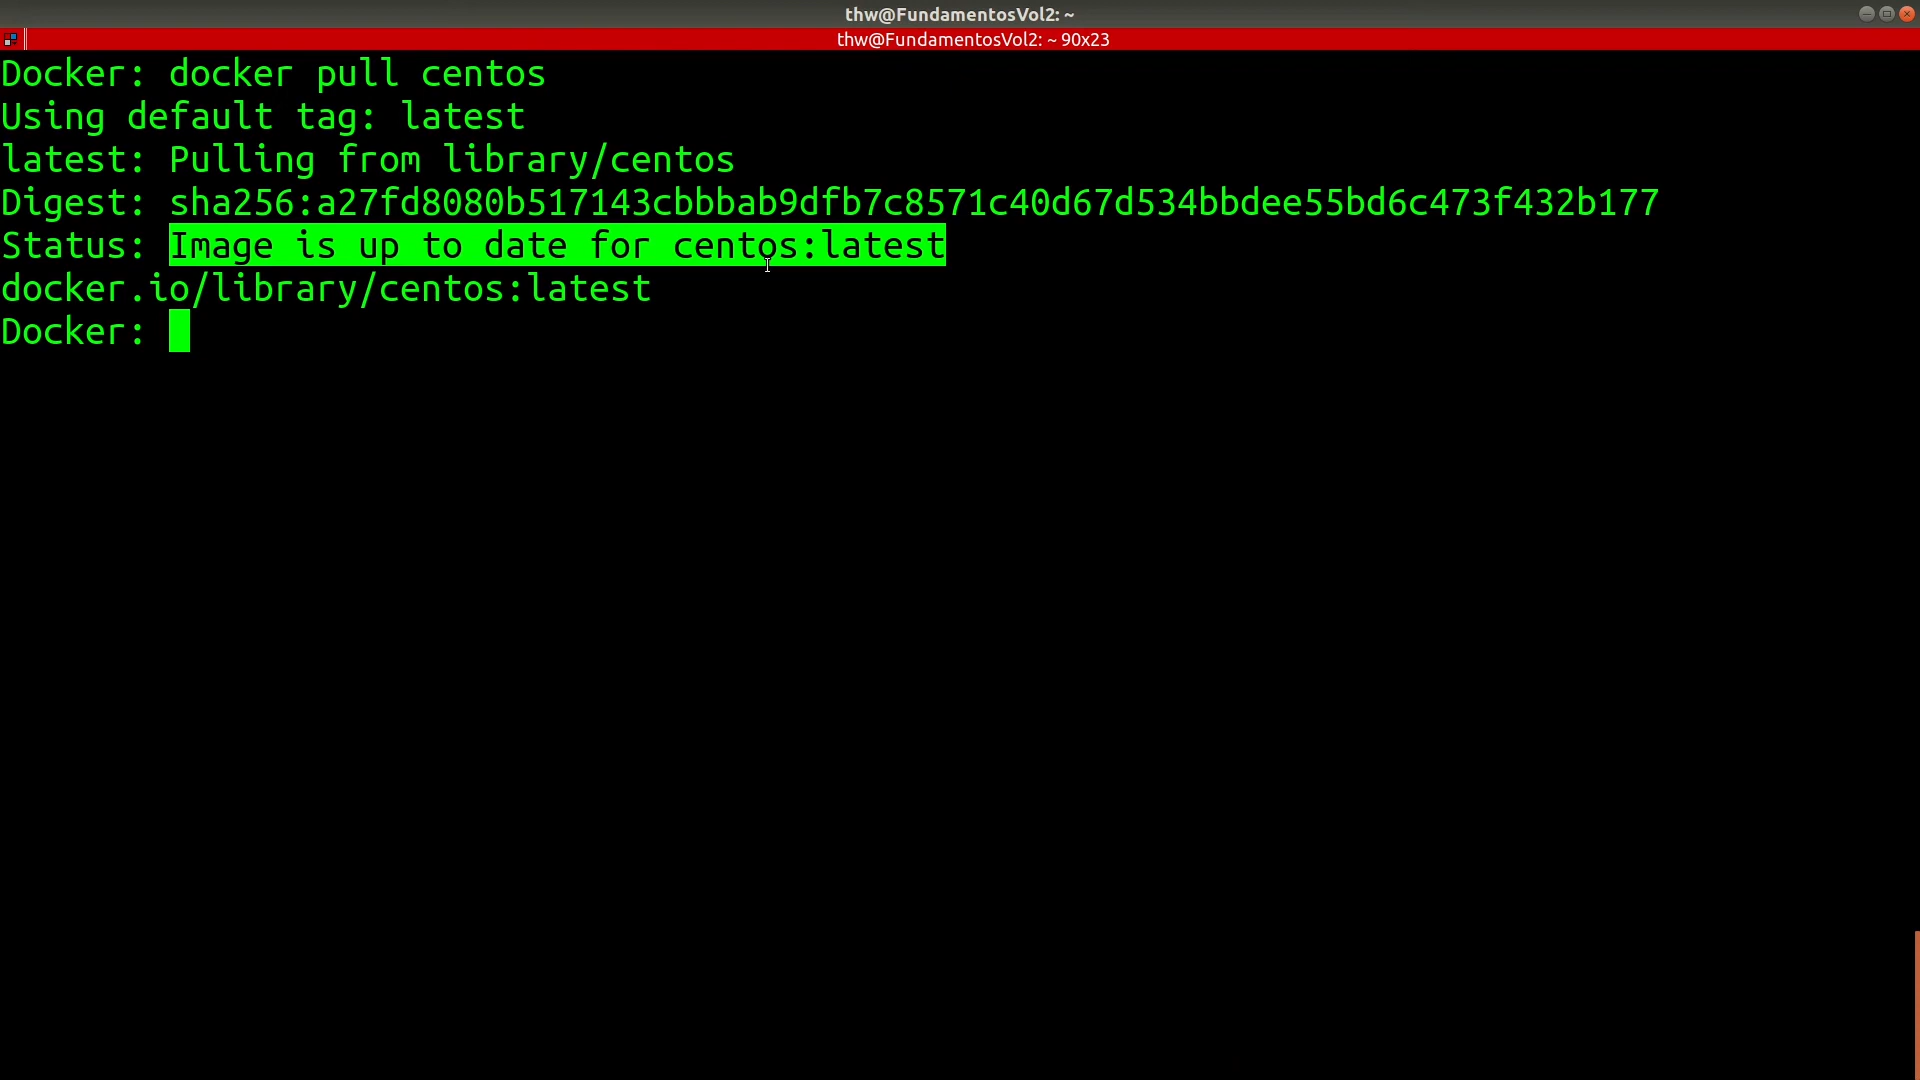 thw@FundamentosVol2: ~
thw@FundamentosVol2: ~ 90x23
Docker: docker pull centos
Using default tag: latest
latest: Pulling from library/centos
Digest: sha256:a27fd8080b517143cbbbab9dfb7c8571c40d67d534bbdee55bd6c473f432b177
Status: Image is up to date for centos:latest
docker.io/library/centos:latest
Docker: